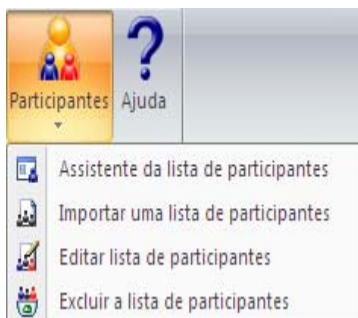 Participantes Ajuda
Assistente da lista de participantes
Importar uma lista de participantes
Editar lista de participantes
Excluir a lista de participantes